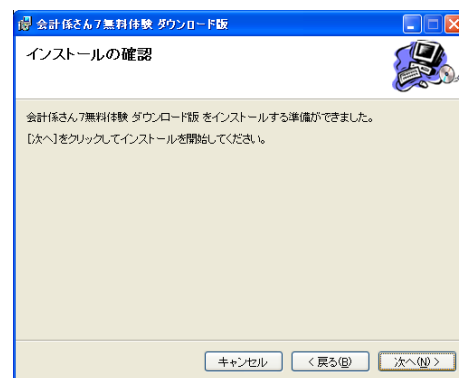 会計係さん7無料体験 ダウンロード版
インストールの確認
会計係さん7無料体験 ダウンロード版 をインストールする準備ができました。
[次へ]をクリックしてインストールを開始してください。
キャンセル
< 戻る(B)
次へ(N) >